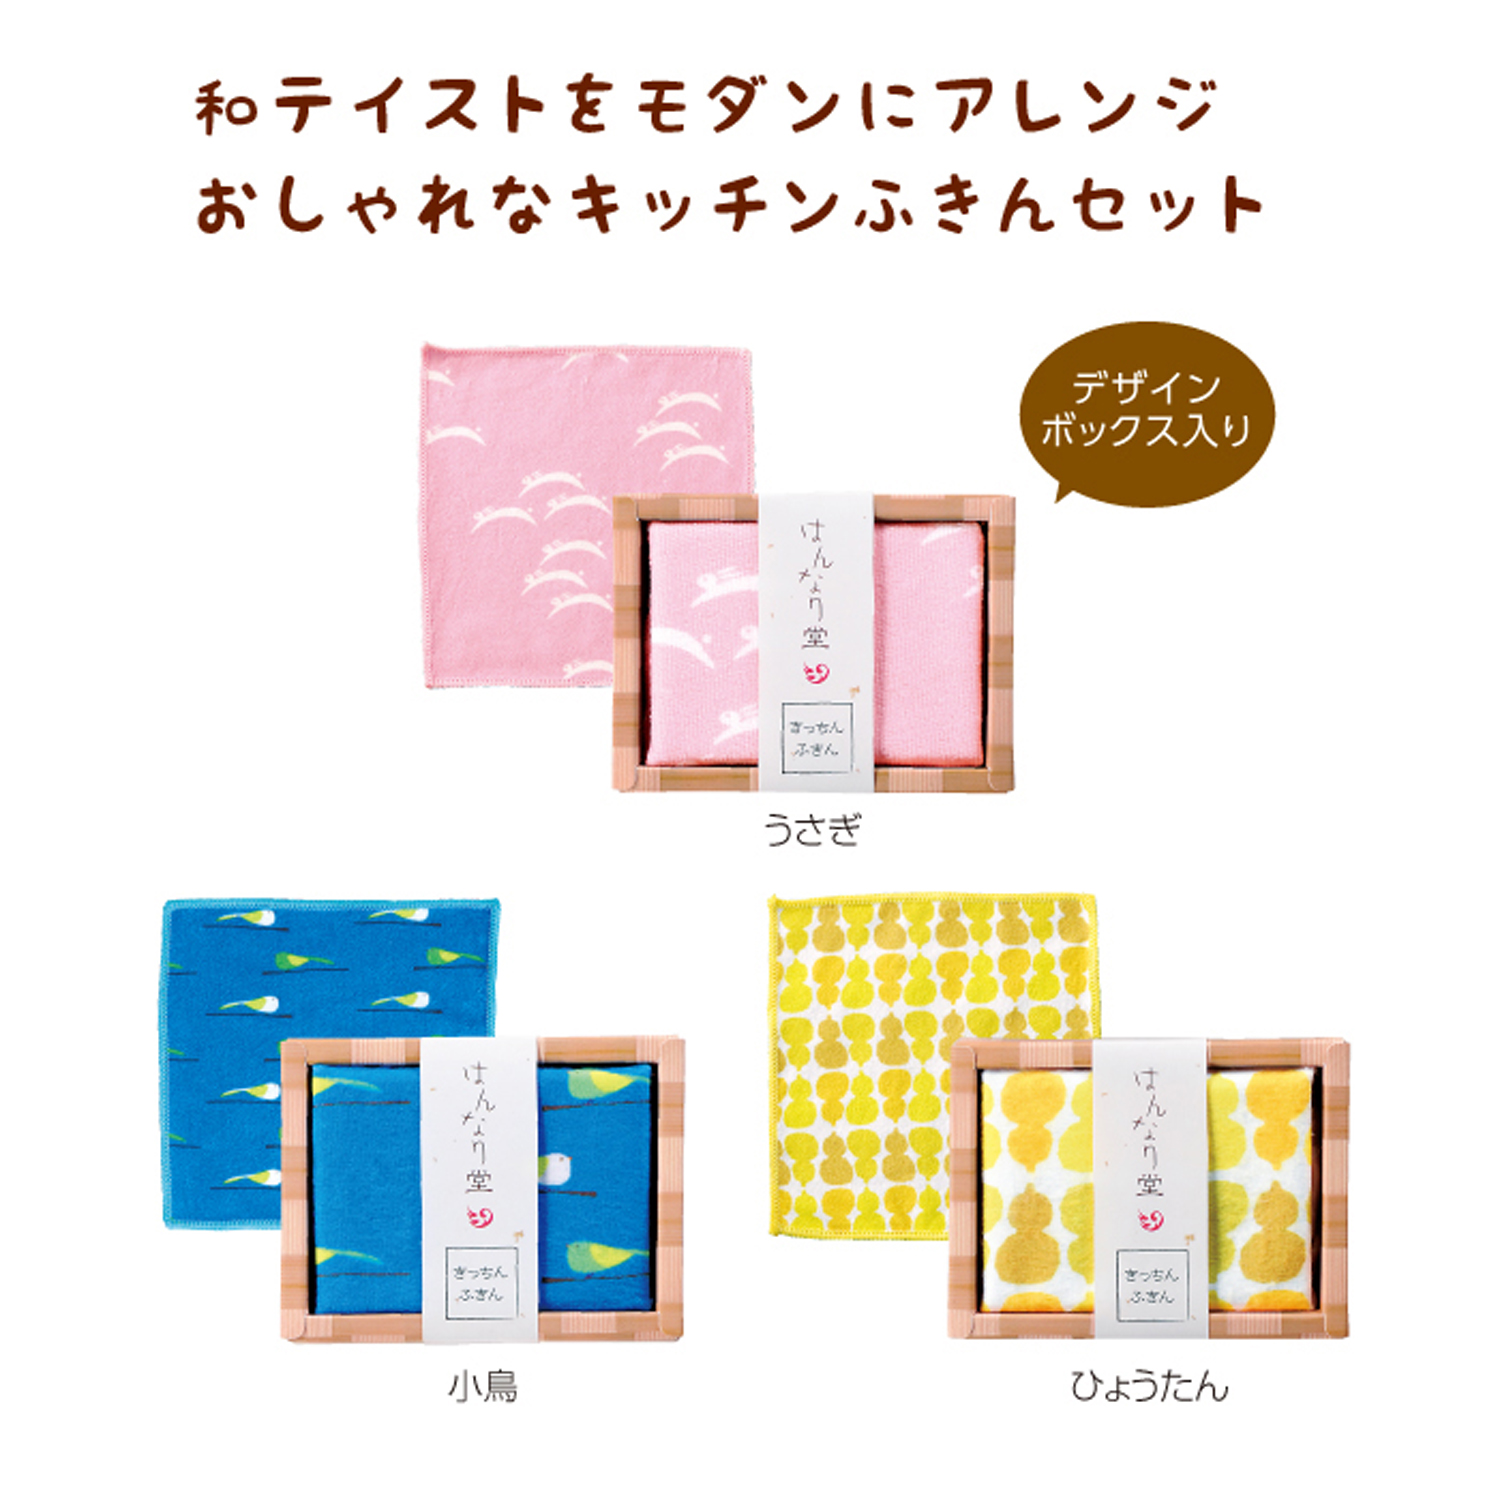 和テイストをモダンにアレンジ
おしゃれなキッチンふきんセット
デザイン
ボックス入り
はんなり堂
きっちん
ふきん
うさぎ
はんなり堂
きっちん
ふきん
小鳥
はんなり堂
きっちん
ふきん
ひょうたん